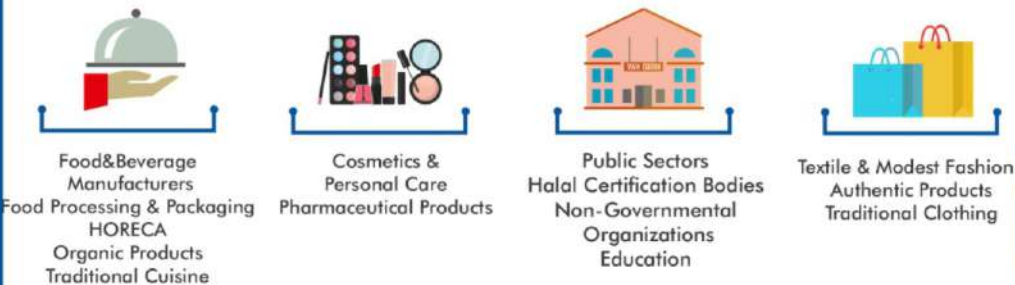 Food&Beverage
Manufacturers
Food Processing & Packaging
HORECA
Organic Products
Traditional Cuisine
Cosmetics &
Personal Care
Pharmaceutical Products
Public Sectors
Halal Certification Bodies
Non-Governmental
Organizations
Education
Textile & Modest Fashion
Authentic Products
Traditional Clothing